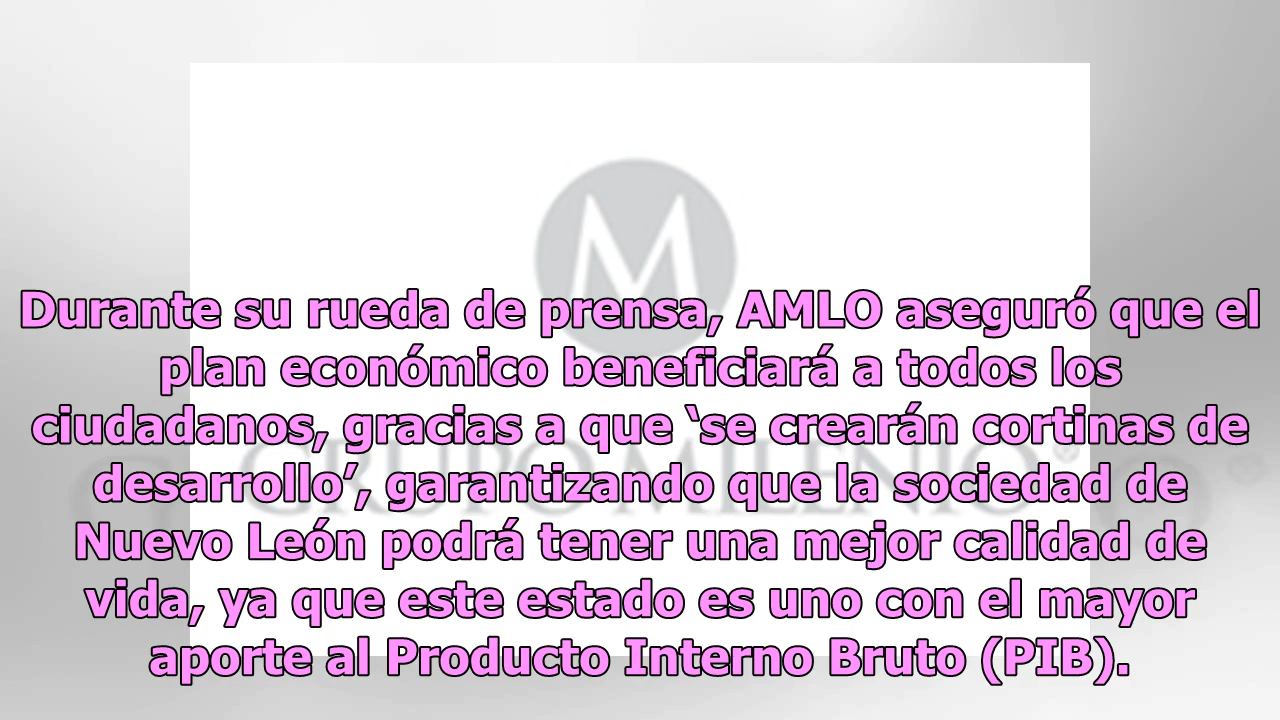 M
Durante su rueda de prensa, AMLO aseguró que el
plan económico beneficiará a todos los
ciudadanos, gracias a que ‘se crearán cortinas de
GRUPO MILENIO®
desarrollo’, garantizando que la sociedad de
Nuevo León podrá tener una mejor calidad de
vida, ya que este estado es uno con el mayor
aporte al Producto Interno Bruto (PIB).